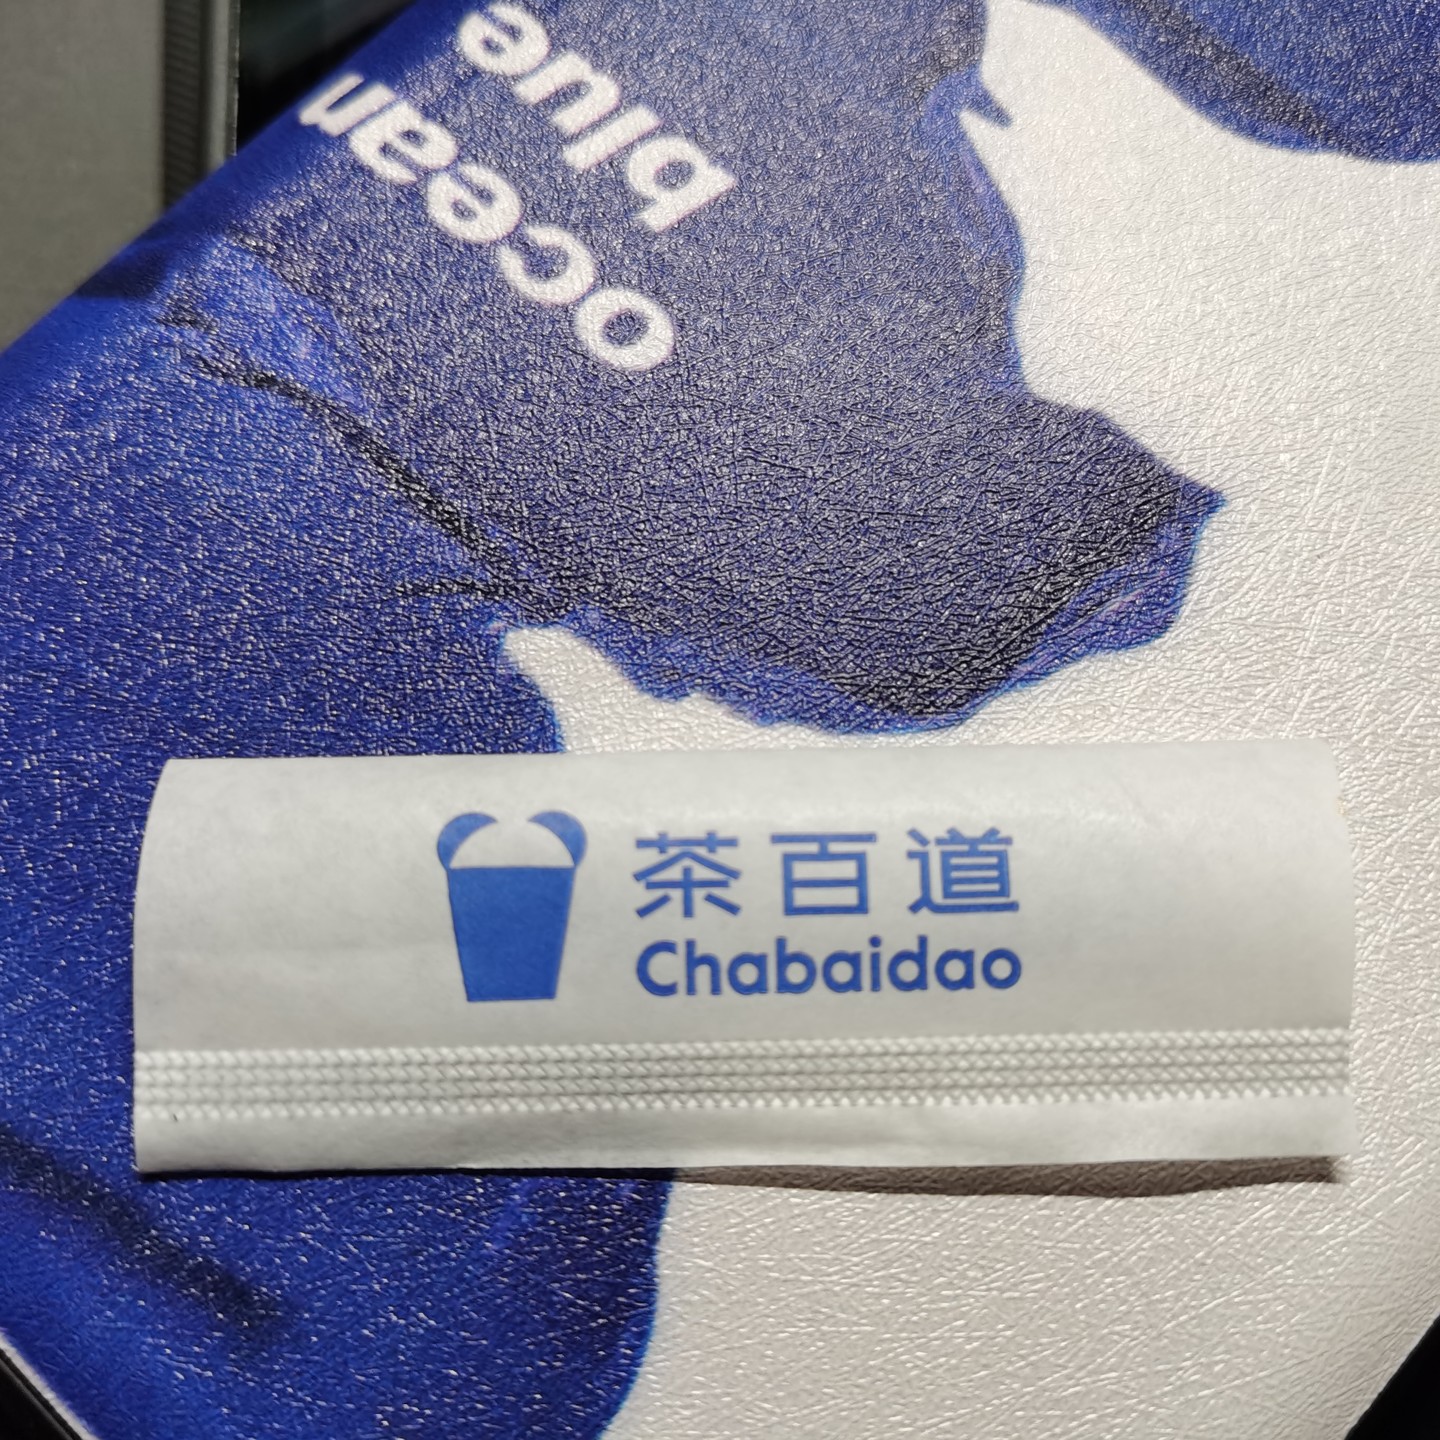 ocean
blue
茶百道
Chabaidao